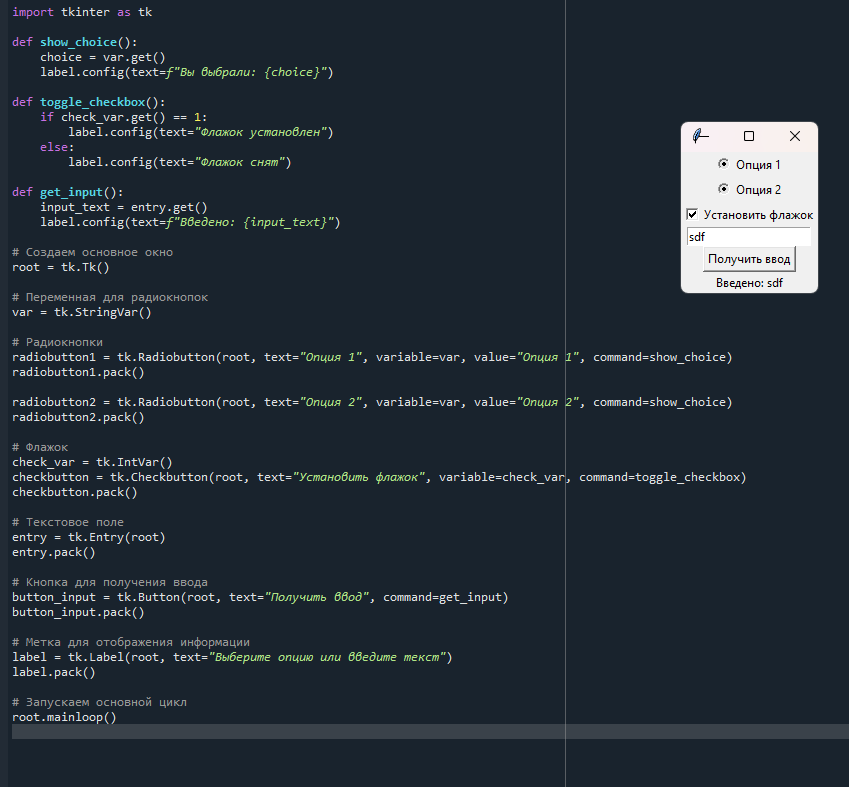 import tkinter as tk
def show_choice():
    choice = var.get()
    label.config(text=f"Вы выбрали: {choice}")
def toggle_checkbox():
    if check_var.get() == 1:
        label.config(text="Флажок установлен")
    else:
        label.config(text="Флажок снят")
def get_input():
    input_text = entry.get()
    label.config(text=f"Введено: {input_text}")
# Создаем основное окно
root = tk.Tk()
# Переменная для радиокнопок
var = tk.StringVar()
# Радиокнопки
radiobutton1 = tk.Radiobutton(root, text="Опция 1", variable=var, value="Опция 1", command=show_choice)
radiobutton1.pack()
radiobutton2 = tk.Radiobutton(root, text="Опция 2", variable=var, value="Опция 2", command=show_choice)
radiobutton2.pack()
# Флажок
check_var = tk.IntVar()
checkbutton = tk.Checkbutton(root, text="Установить флажок", variable=check_var, command=toggle_checkbox)
checkbutton.pack()
# Текстовое поле
entry = tk.Entry(root)
entry.pack()
# Кнопка для получения ввода
button_input = tk.Button(root, text="Получить ввод", command=get_input)
button_input.pack()
# Метка для отображения информации
label = tk.Label(root, text="Выберите опцию или введите текст")
label.pack()
# Запускаем основной цикл
root.mainloop()
Опция 1
Опция 2
Установить флажок
sdf
Получить ввод
Введено: sdf